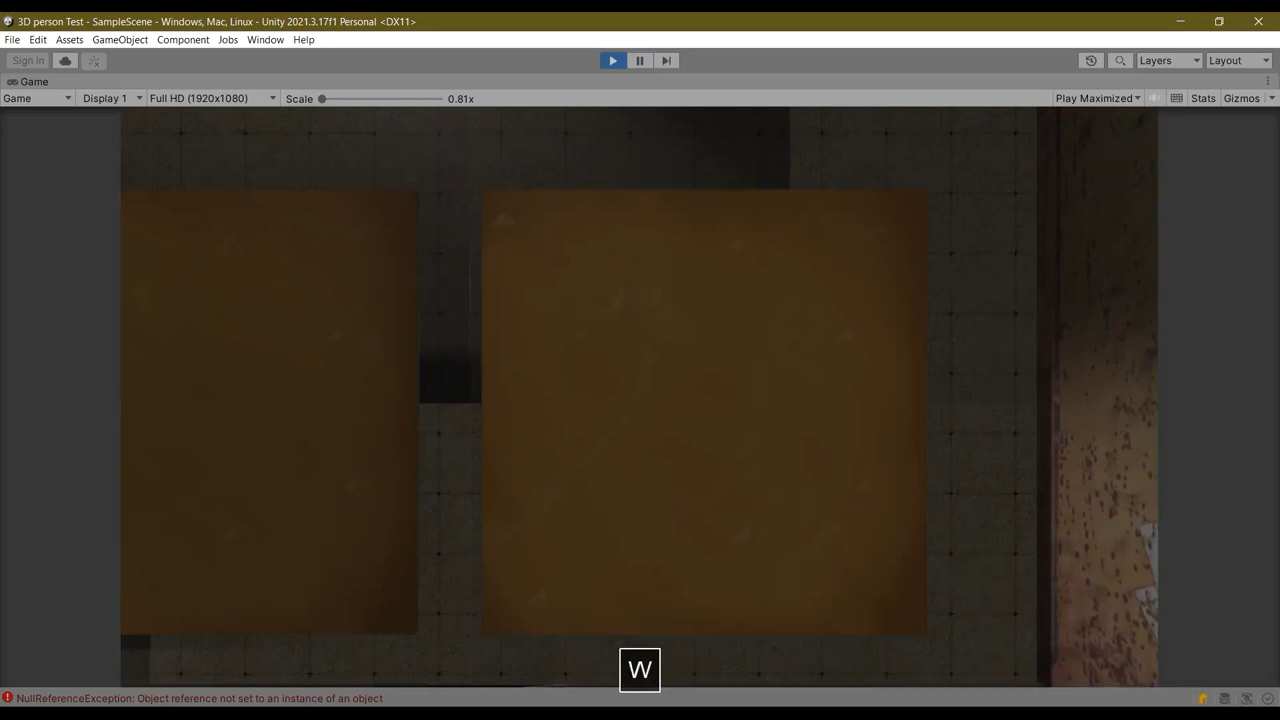 3D person Test - SampleScene - Windows, Mac, Linux - Unity 2021.3.17f1 Personal <DX11>
File Edit Assets GameObject Component Jobs Window Help
Sign in Layers Layout
Game
Game Display 1 Full HD (1920x1080) Scale 0.81x Play Maximized Stats Gizmos
W
NullReferenceException: Object reference not set to an instance of an object